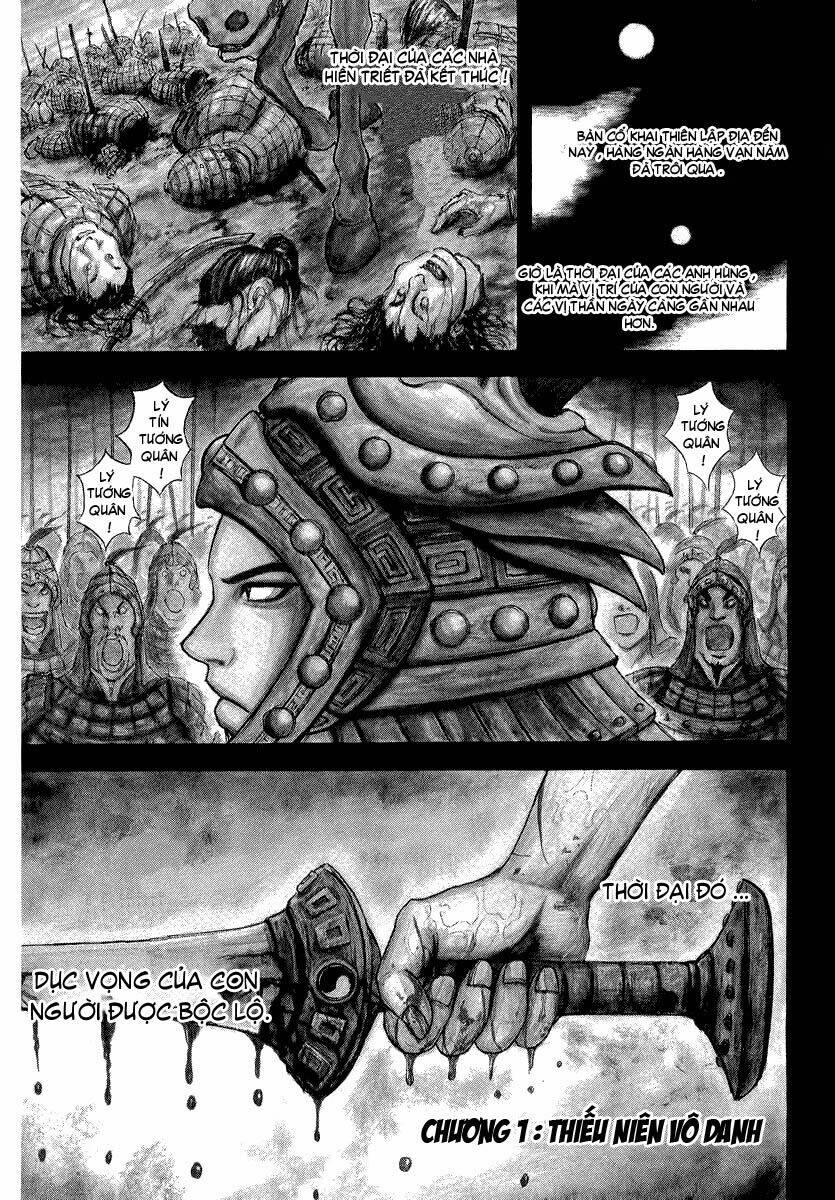 BÀN CỔ KHAI THIÊN LẬP ĐỊA ĐẾN
NAY, HÀNG NGÀN HÀNG VẠN NĂM
ĐÃ TRÔI QUA.
GIỜ LÀ THỜI ĐẠI CỦA CÁC ANH HÙNG,
KHI MÀ VỊ TRÍ CỦA CON NGƯỜI VÀ
CÁC VỊ THẦN NGÀY CÀNG GẦN NHAU
HƠN.
THỜI ĐẠI CỦA CÁC NHÀ
HIỀN TRIẾT ĐÃ KẾT THÚC!
LÝ
TƯỚNG
QUÂN
!
LÝ
TƯỚNG
QUÂN
!
LÝ
TÍN
TƯỚNG
QUÂN
!
LÝ
TƯỚNG
QUÂN
!
THỜI ĐẠI ĐÓ ...
DỤC VỌNG CỦA CON
NGƯỜI ĐƯỢC BỘC LỘ.
CHƯƠNG 1 : THIẾU NIÊN VÔ DANH